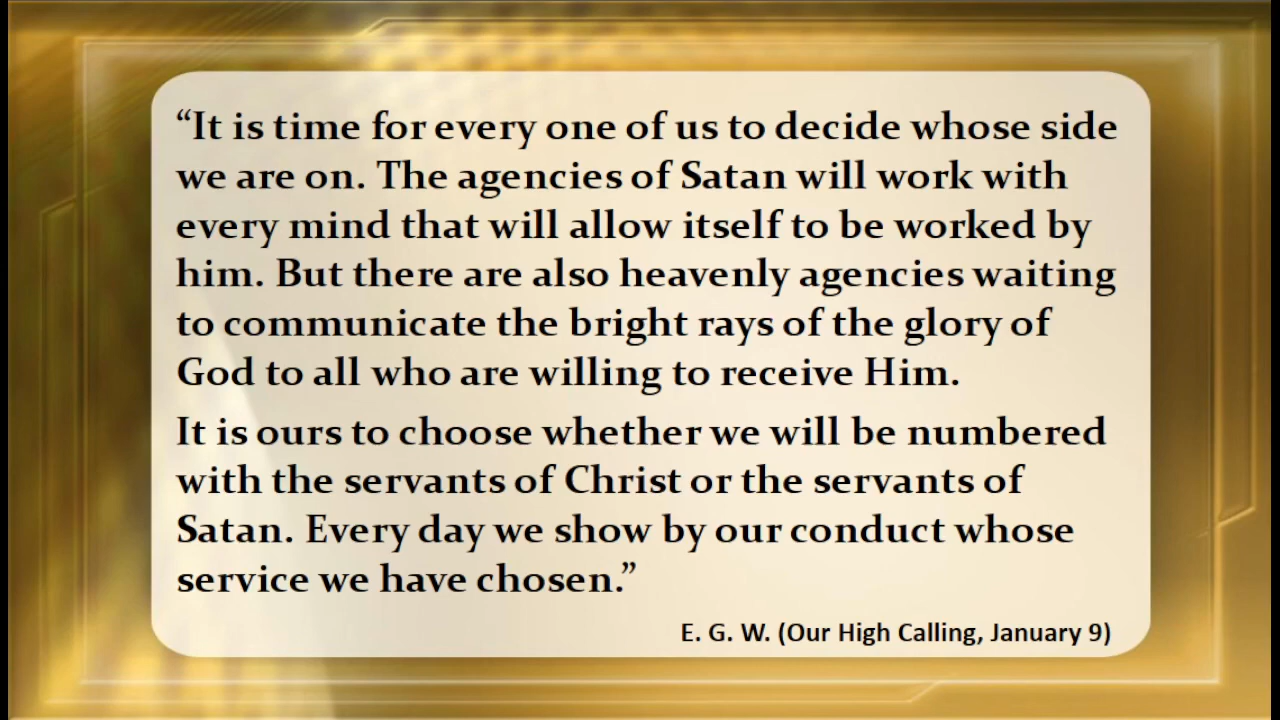 “It is time for every one of us to decide whose side
we are on. The agencies of Satan will work with
every mind that will allow itself to be worked by
him. But there are also heavenly agencies waiting
to communicate the bright rays of the glory of
God to all who are willing to receive Him.
It is ours to choose whether we will be numbered
with the servants of Christ or the servants of
Satan. Every day we show by our conduct whose
service we have chosen.”
E. G. W. (Our High Calling, January 9)